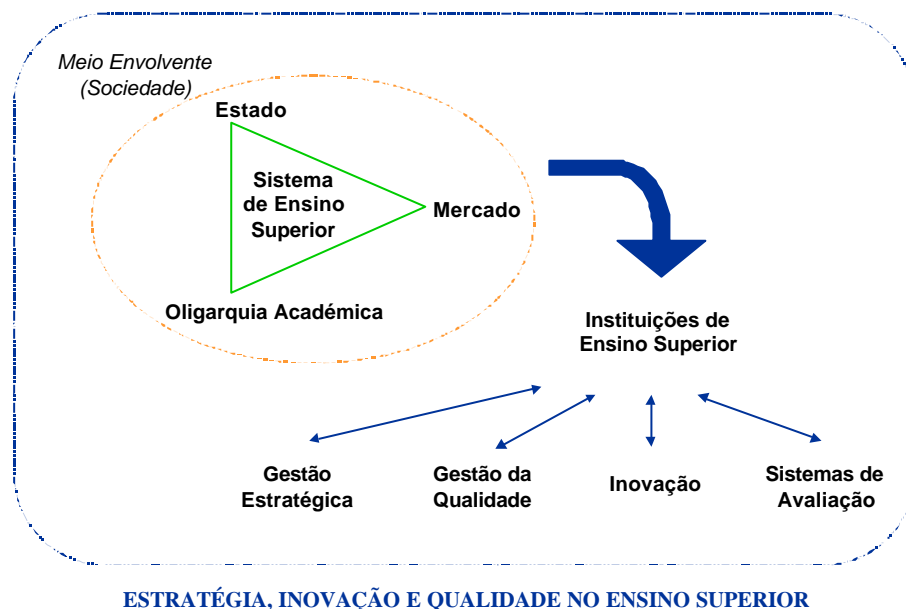 Meio Envolvente
(Sociedade)
Estado
Sistema
de Ensino
Superior
Mercado
Oligarquia Académica
Instituições de
Ensino Superior
Gestão
Estratégica
Gestão da
Qualidade
Inovação
Sistemas de
Avaliação
ESTRATÉGIA, INOVAÇÃO E QUALIDADE NO ENSINO SUPERIOR